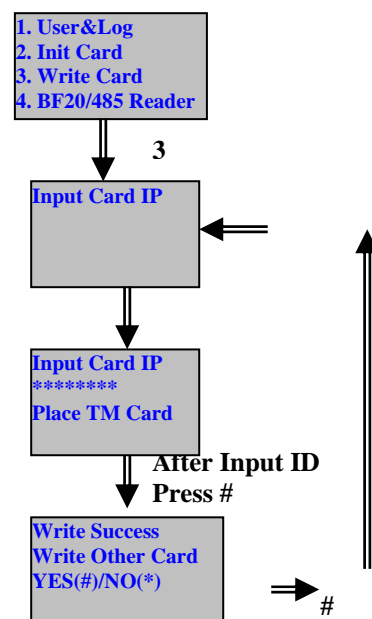 1. User&Log
2. Init Card
3. Write Card
4. BF20/485 Reader
3
Input Card IP
Input Card IP
********
Place TM Card
After Input ID
Press #
Write Success
Write Other Card
YES(#)/NO(*)
#